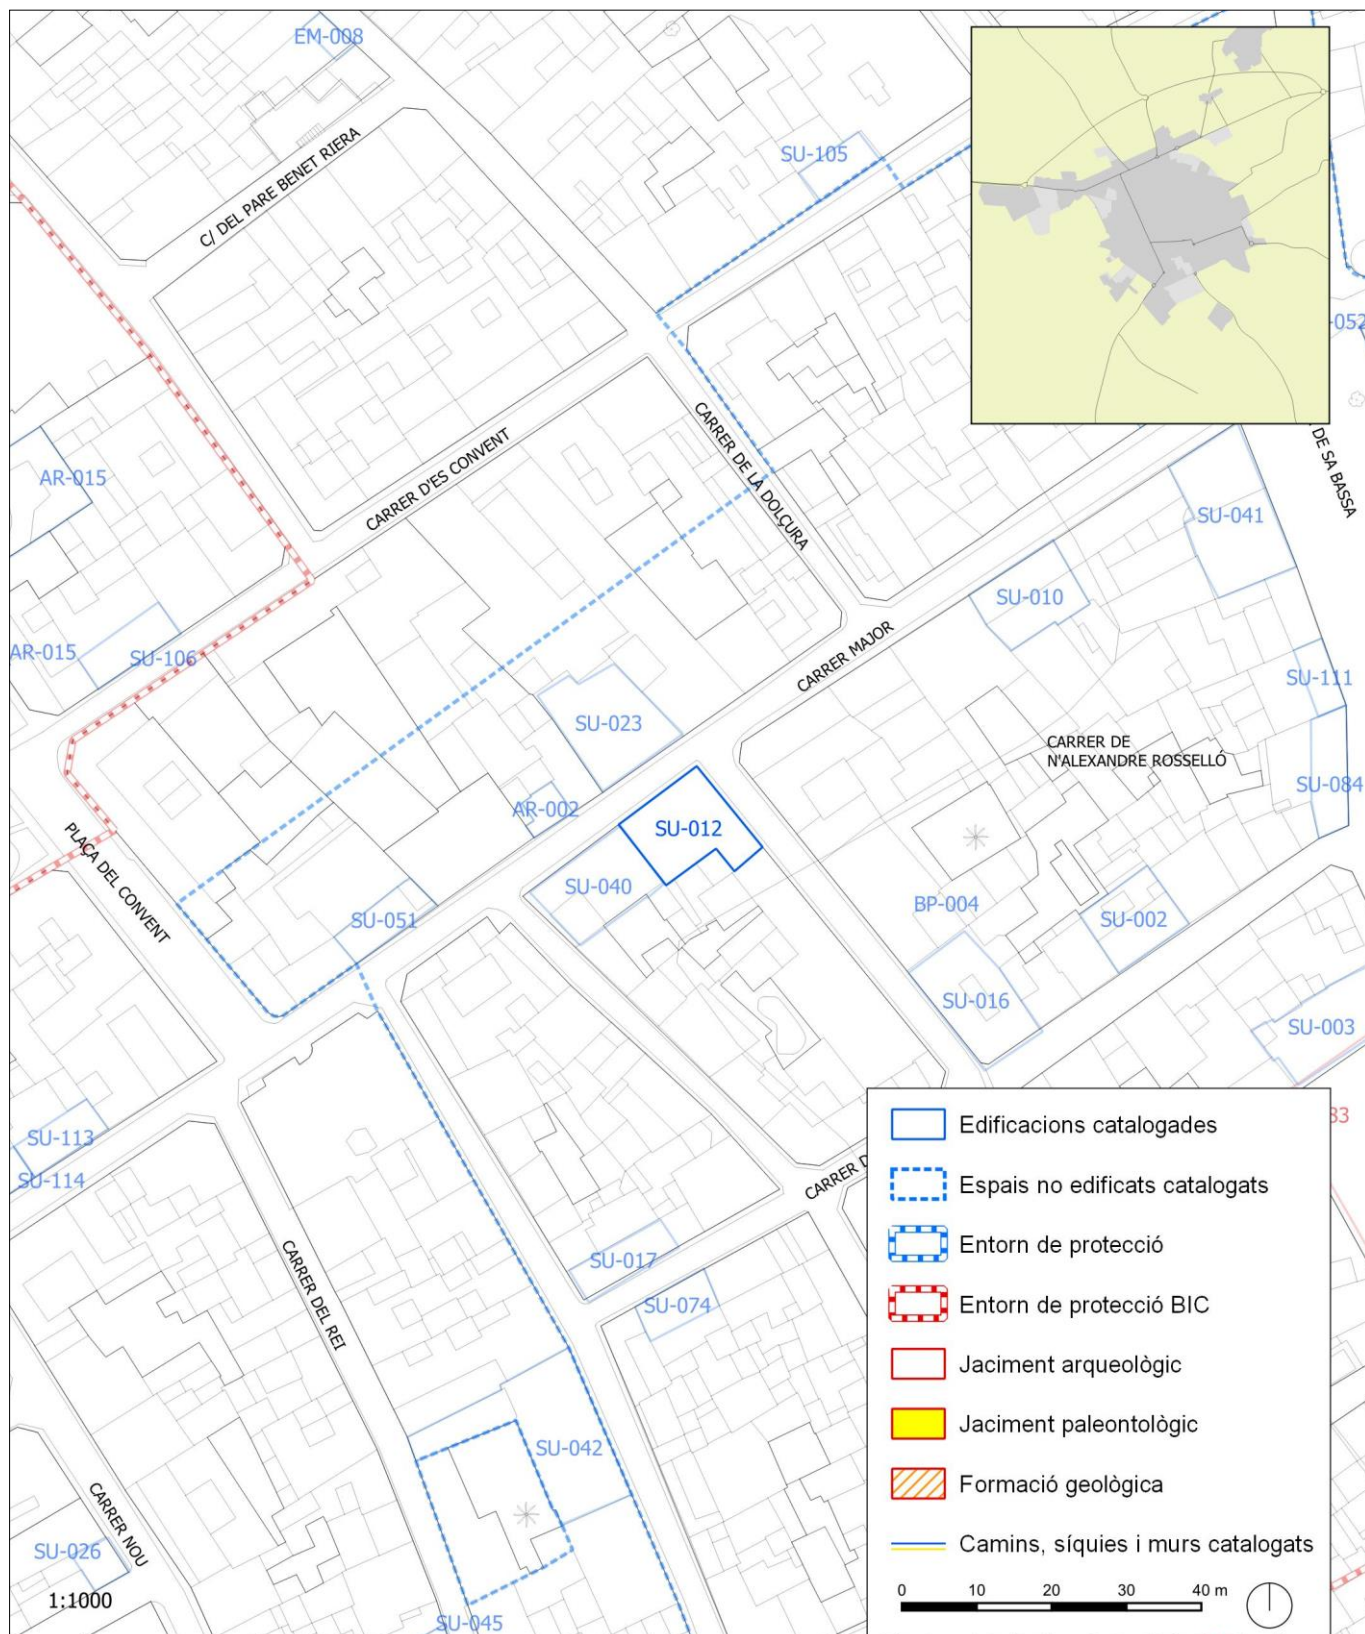 EM-008
C/ DEL PARE BENET RIERA
SU-105
-052
CARRER D'ES CONVENT
CARRER DE LA DOLÇURA
DE SA BASSA
AR-015
SU-041
SU-010
CARRER MAJOR
AR-015
SU-106
SU-111
SU-023
CARRER DE
N'ALEXANDRE ROSSELLÓ
SU-084
AR-002
SU-012
PLAÇA DEL CONVENT
SU-040
SU-051
BP-004
SU-002
SU-016
SU-003
SU-113
SU-114
83
CARRER D
SU-017
SU-074
CARRER DEL REI
SU-042
CARRER NOU
SU-026
SU-045
1:1000
Edificacions catalogades
Espais no edificats catalogats
Entorn de protecció
Entorn de protecció BIC
Jaciment arqueològic
Jaciment paleontològic
Formació geològica
Camins, síquies i murs catalogats
0 10 20 30 40 m